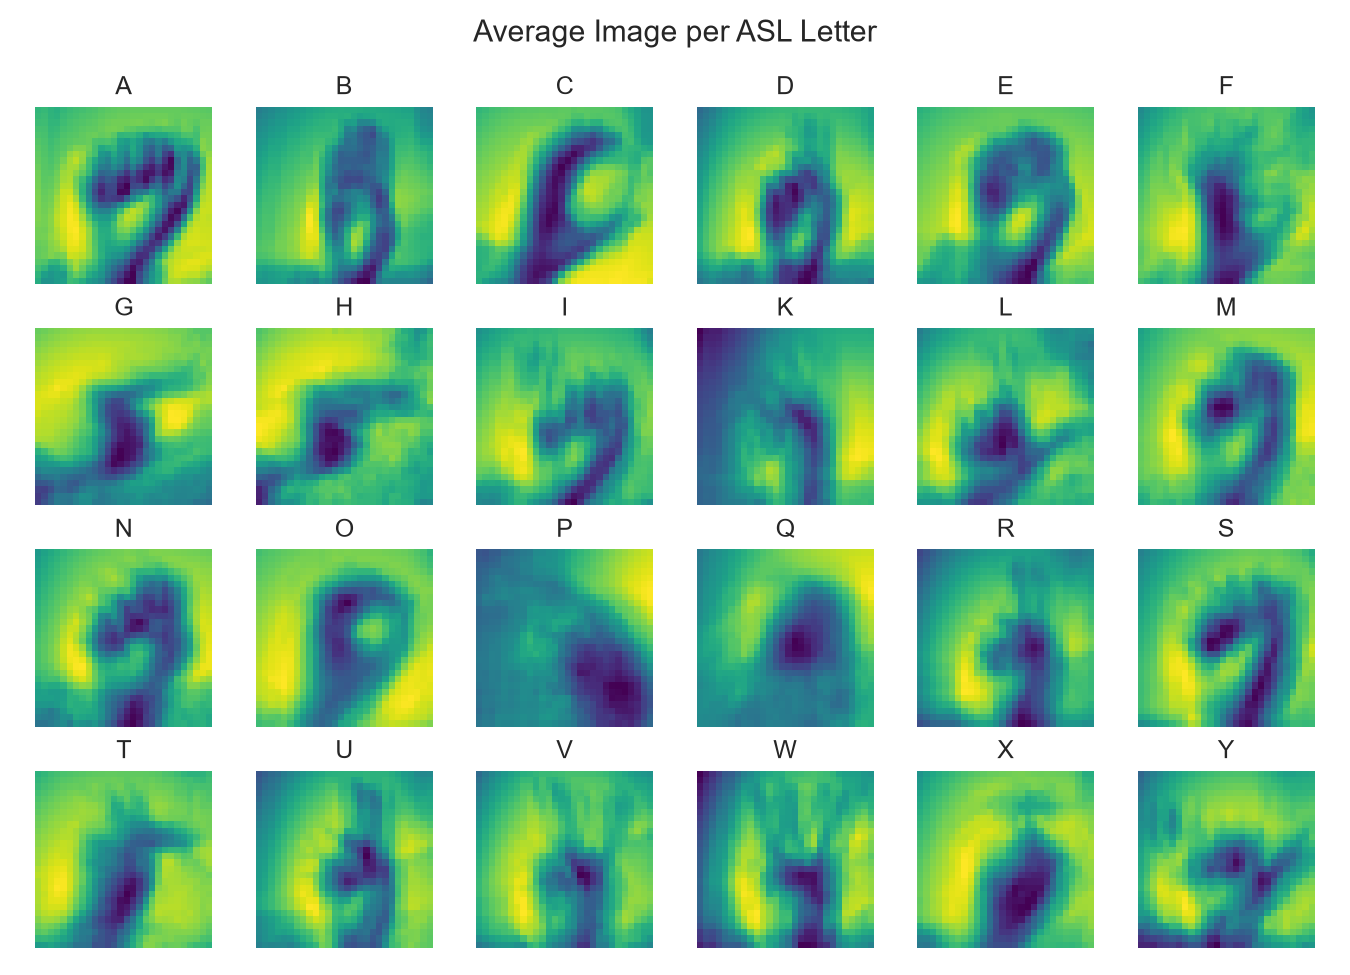 Average Image per ASL Letter
A B C D E F
G H I K L M
N O P Q R S
T U V W X Y